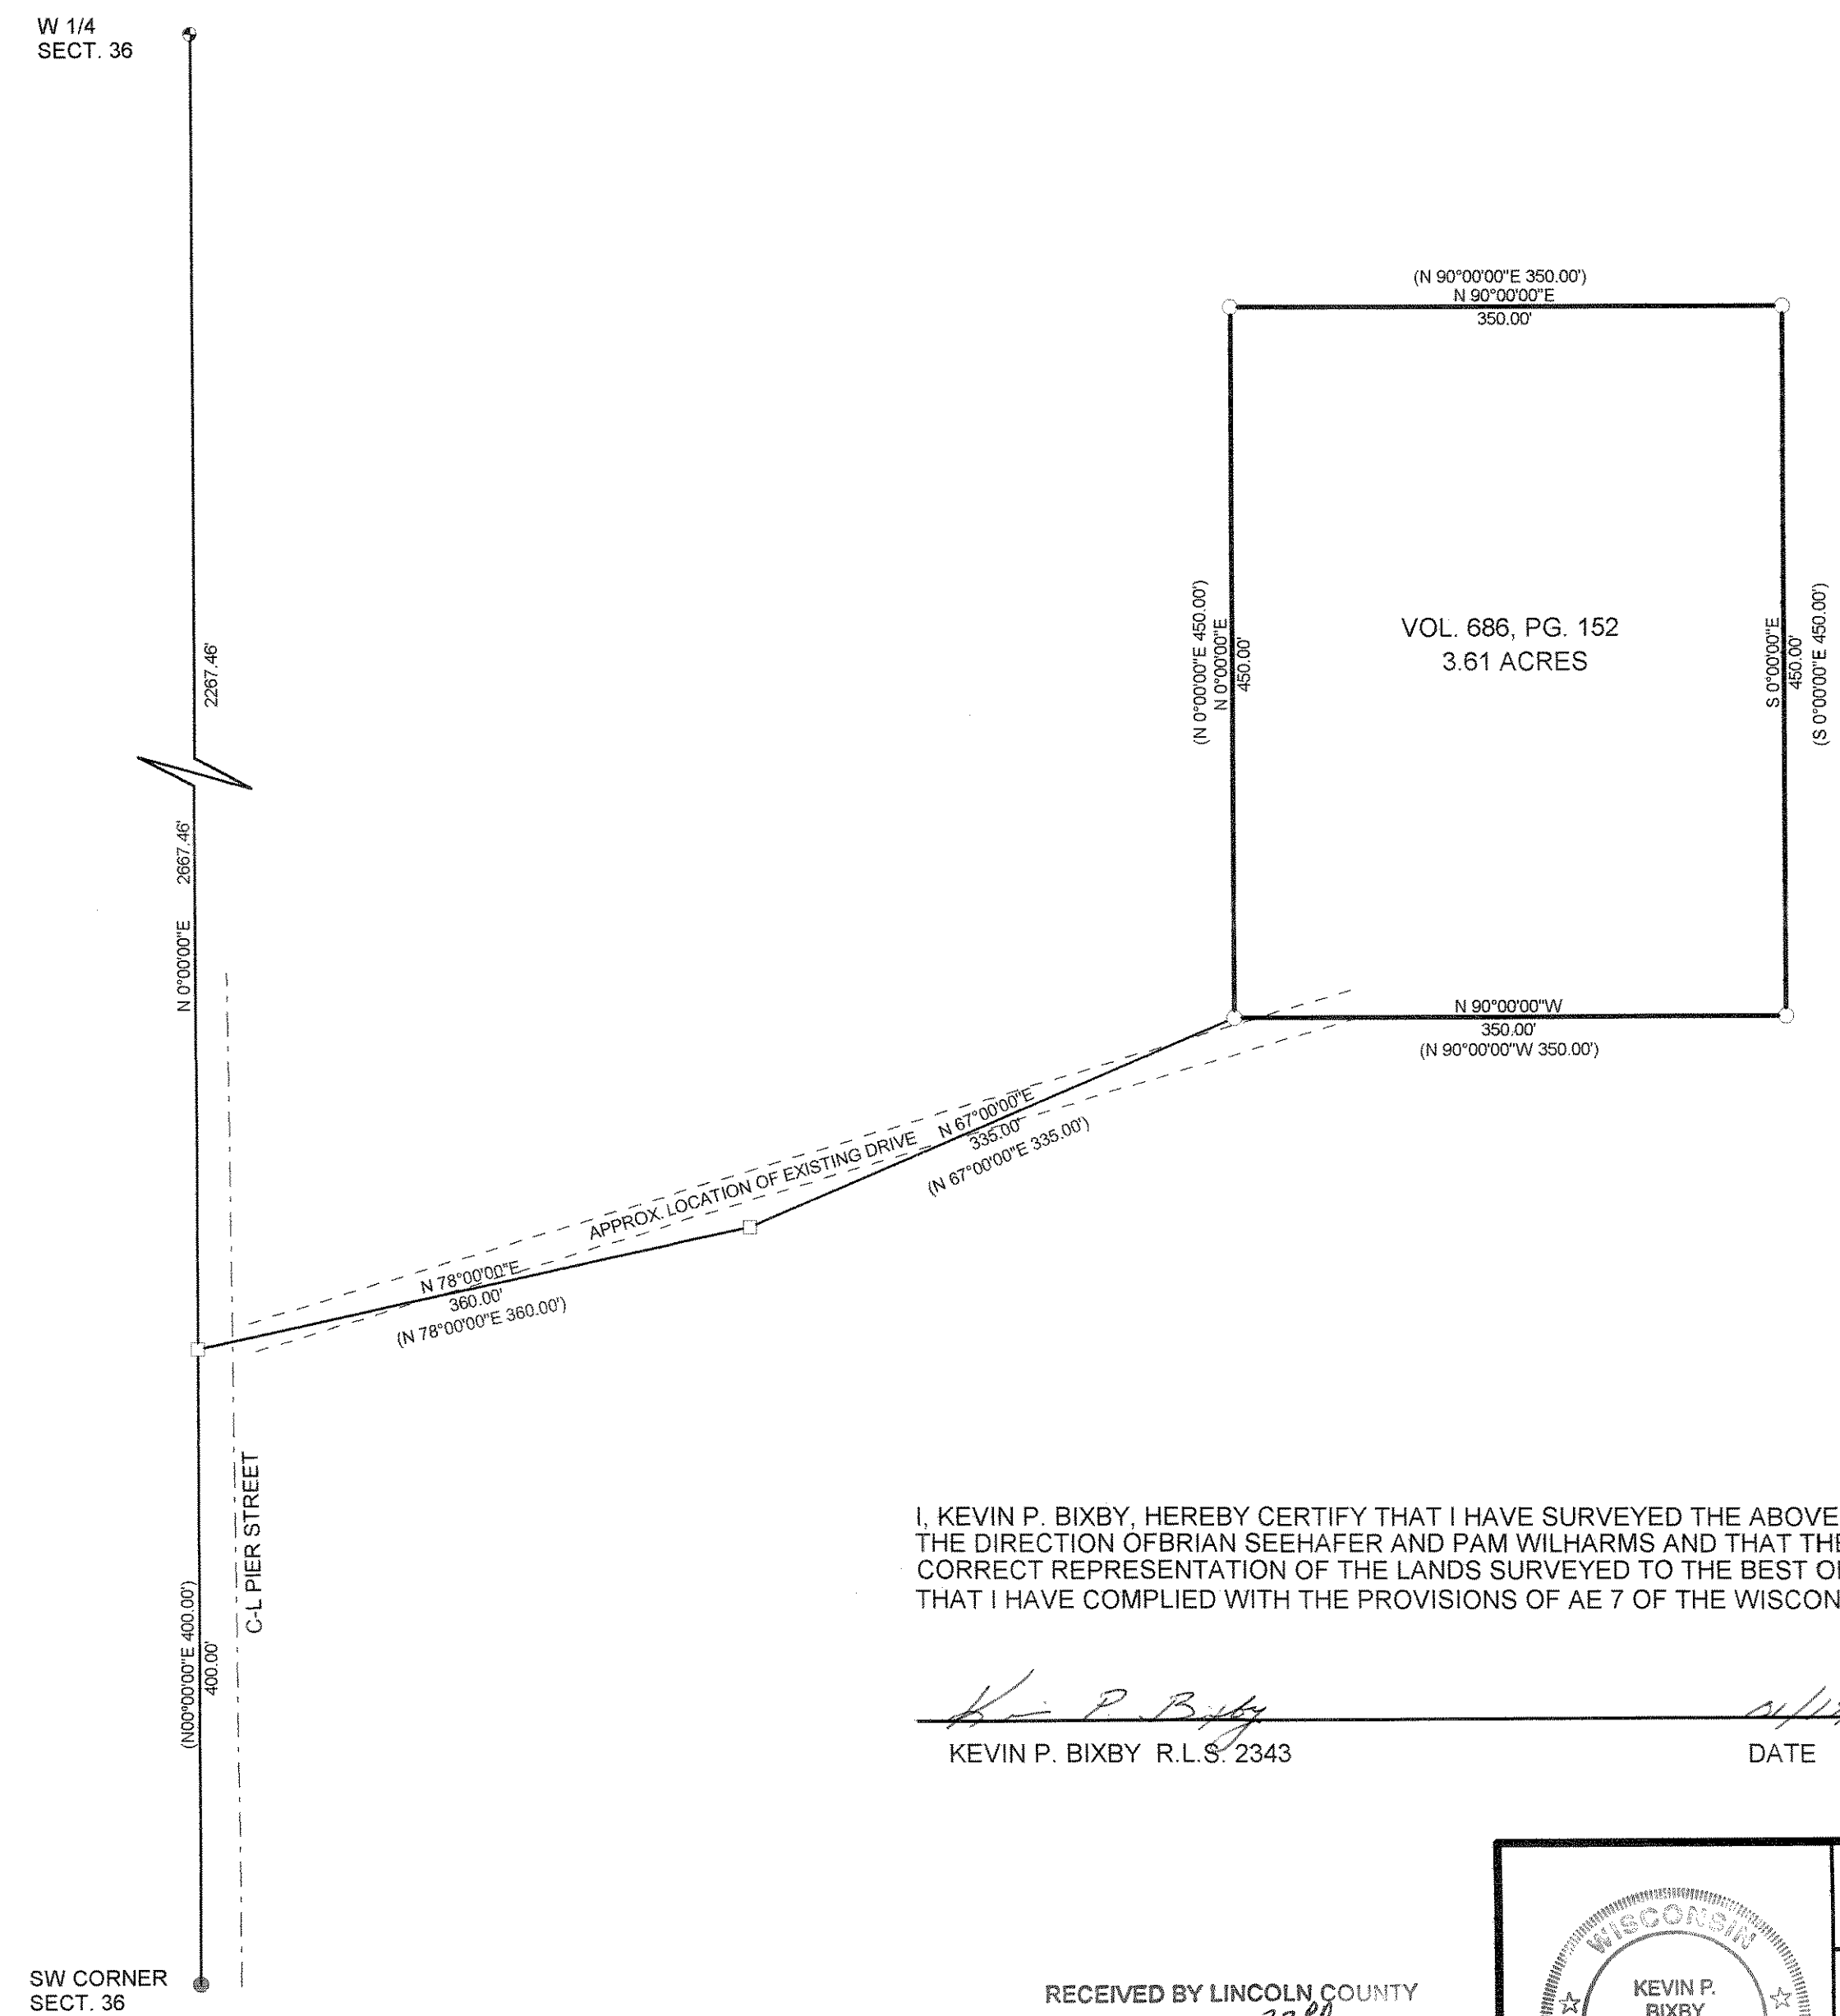 W 1/4
SECT. 36
(N 90°00'00"E 350.00')
N 90°00'00"E
350.00'
(N 0°00'00"E 450.00')
N 0°00'00"E
450.00'
VOL. 686, PG. 152
3.61 ACRES
S 0°00'00"E
450.00'
(S 0°00'00"E 450.00')
2267.46'
N 0°00'00"E 2667.46'
N 90°00'00"W
350.00'
(N 90°00'00"W 350.00')
N 67°00'00"E
335.00'
(N 67°00'00"E 335.00')
APPROX. LOCATION OF EXISTING DRIVE
N 78°00'00"E
360.00'
(N 78°00'00"E 360.00')
C-L PIER STREET
(N00°00'00"E 400.00')
400.00'
I, KEVIN P. BIXBY, HEREBY CERTIFY THAT I HAVE SURVEYED THE ABOVE
THE DIRECTION OFBRIAN SEEHAFER AND PAM WILHARMS AND THAT THE
CORRECT REPRESENTATION OF THE LANDS SURVEYED TO THE BEST OF
THAT I HAVE COMPLIED WITH THE PROVISIONS OF AE 7 OF THE WISCON
Kevin P. Bixby
KEVIN P. BIXBY R.L.S. 2343
DATE
SW CORNER
SECT. 36
RECEIVED BY LINCOLN COUNTY
WISCONSIN
KEVIN P.
BIXBY